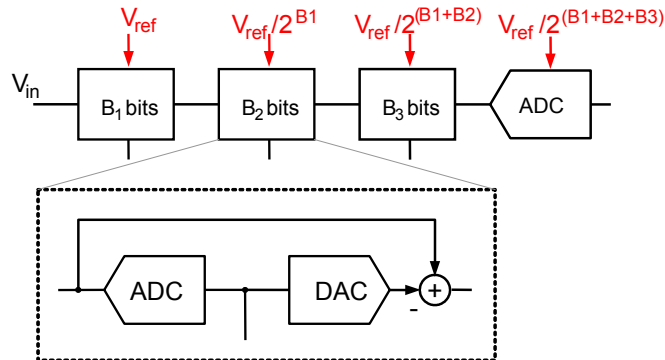 V_ref V_ref/2^B1 V_ref/2^(B1+B2) V_ref/2^(B1+B2+B3)
V_in B_1 bits B_2 bits B_3 bits ADC
ADC DAC + -